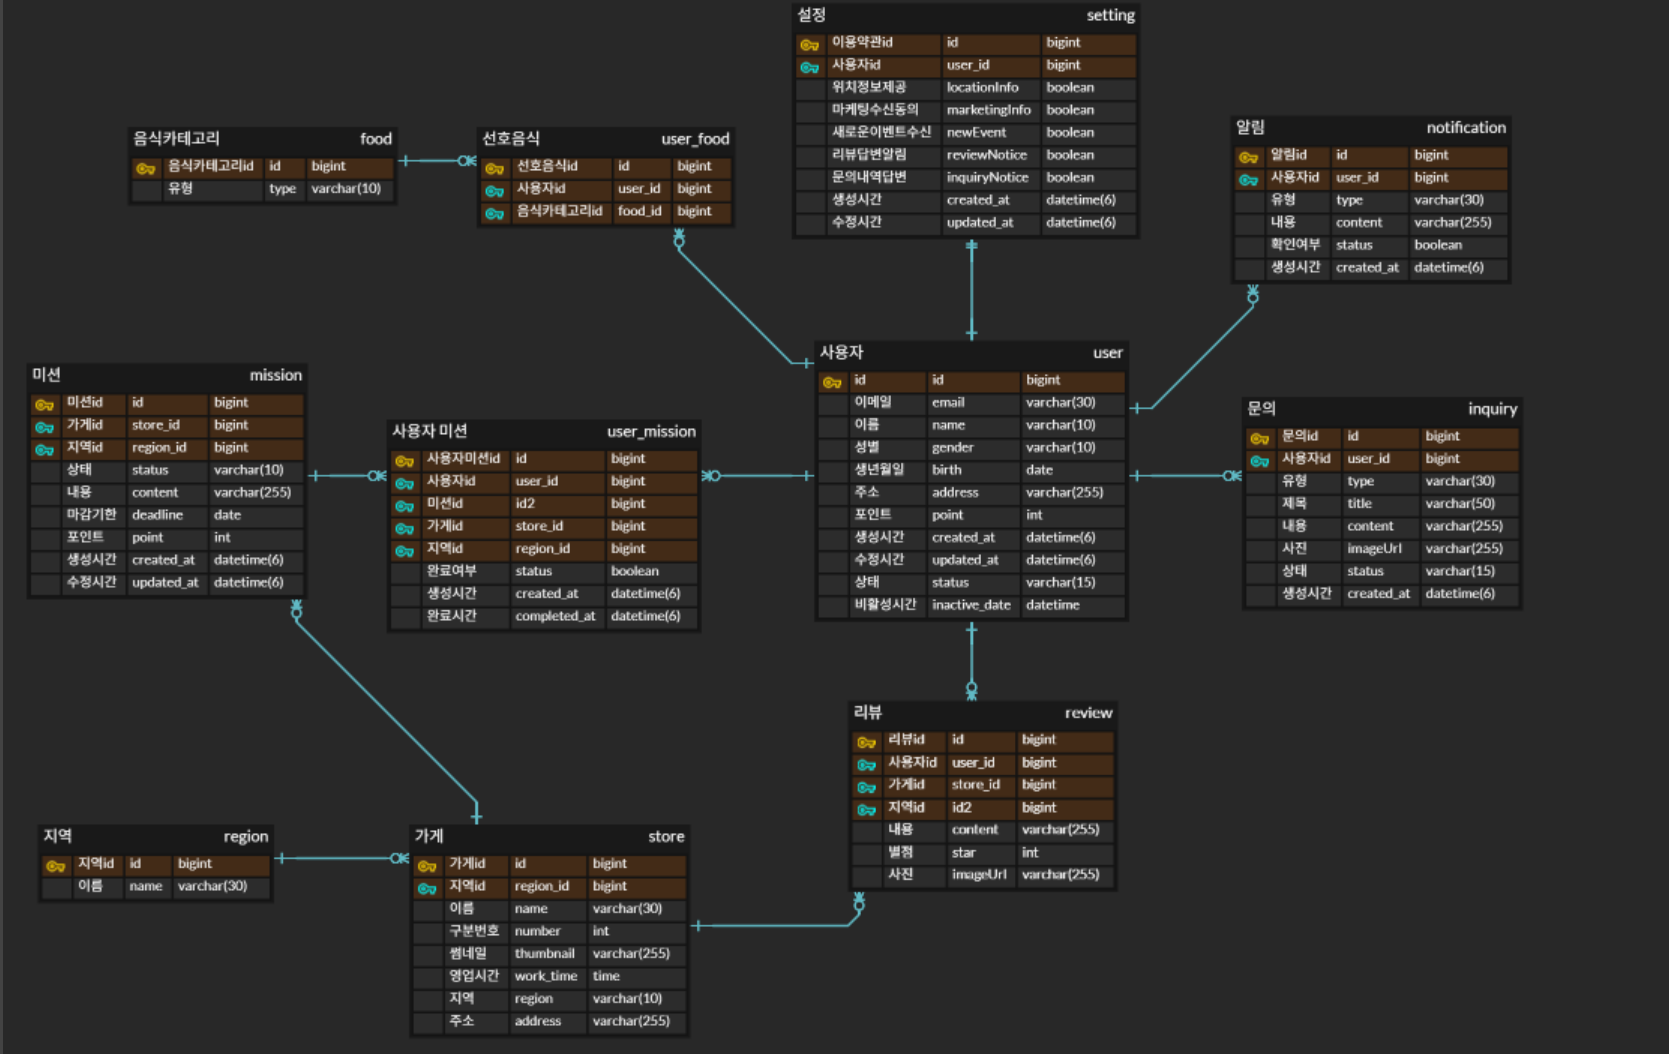 설정 setting
이용약관id id bigint
사용자id user_id bigint
위치정보제공 locationInfo boolean
마케팅수신동의 marketingInfo boolean
새로운이벤트수신 newEvent boolean
리뷰답변알림 reviewNotice boolean
문의내역답변 inquiryNotice boolean
생성시간 created_at datetime(6)
수정시간 updated_at datetime(6)
음식카테고리 food
음식카테고리id id bigint
유형 type varchar(10)
선호음식 user_food
선호음식id id bigint
사용자id user_id bigint
음식카테고리id food_id bigint
알림 notification
알림id id bigint
사용자id user_id bigint
유형 type varchar(30)
내용 content varchar(255)
확인여부 status boolean
생성시간 created_at datetime(6)
미션 mission
미션id id bigint
가게id store_id bigint
지역id region_id bigint
상태 status varchar(10)
내용 content varchar(255)
마감기한 deadline date
포인트 point int
생성시간 created_at datetime(6)
수정시간 updated_at datetime(6)
사용자 미션 user_mission
사용자미션id id bigint
사용자id user_id bigint
미션id id2 bigint
가게id store_id bigint
지역id region_id bigint
완료여부 status boolean
생성시간 created_at datetime(6)
완료시간 completed_at datetime(6)
사용자 user
id id bigint
이메일 email varchar(30)
이름 name varchar(10)
성별 gender varchar(10)
생년월일 birth date
주소 address varchar(255)
포인트 point int
생성시간 created_at datetime(6)
수정시간 updated_at datetime(6)
상태 status varchar(15)
비활성시간 inactive_date datetime
문의 inquiry
문의id id bigint
사용자id user_id bigint
유형 type varchar(30)
제목 title varchar(50)
내용 content varchar(255)
사진 imageUrl varchar(255)
상태 status varchar(15)
생성시간 created_at datetime(6)
리뷰 review
리뷰id id bigint
사용자id user_id bigint
가게id store_id bigint
지역id id2 bigint
내용 content varchar(255)
별점 star int
사진 imageUrl varchar(255)
지역 region
지역id id bigint
이름 name varchar(30)
가게 store
가게id id bigint
지역id region_id bigint
이름 name varchar(30)
구분번호 number int
썸네일 thumbnail varchar(255)
영업시간 work_time time
지역 region varchar(10)
주소 address varchar(255)